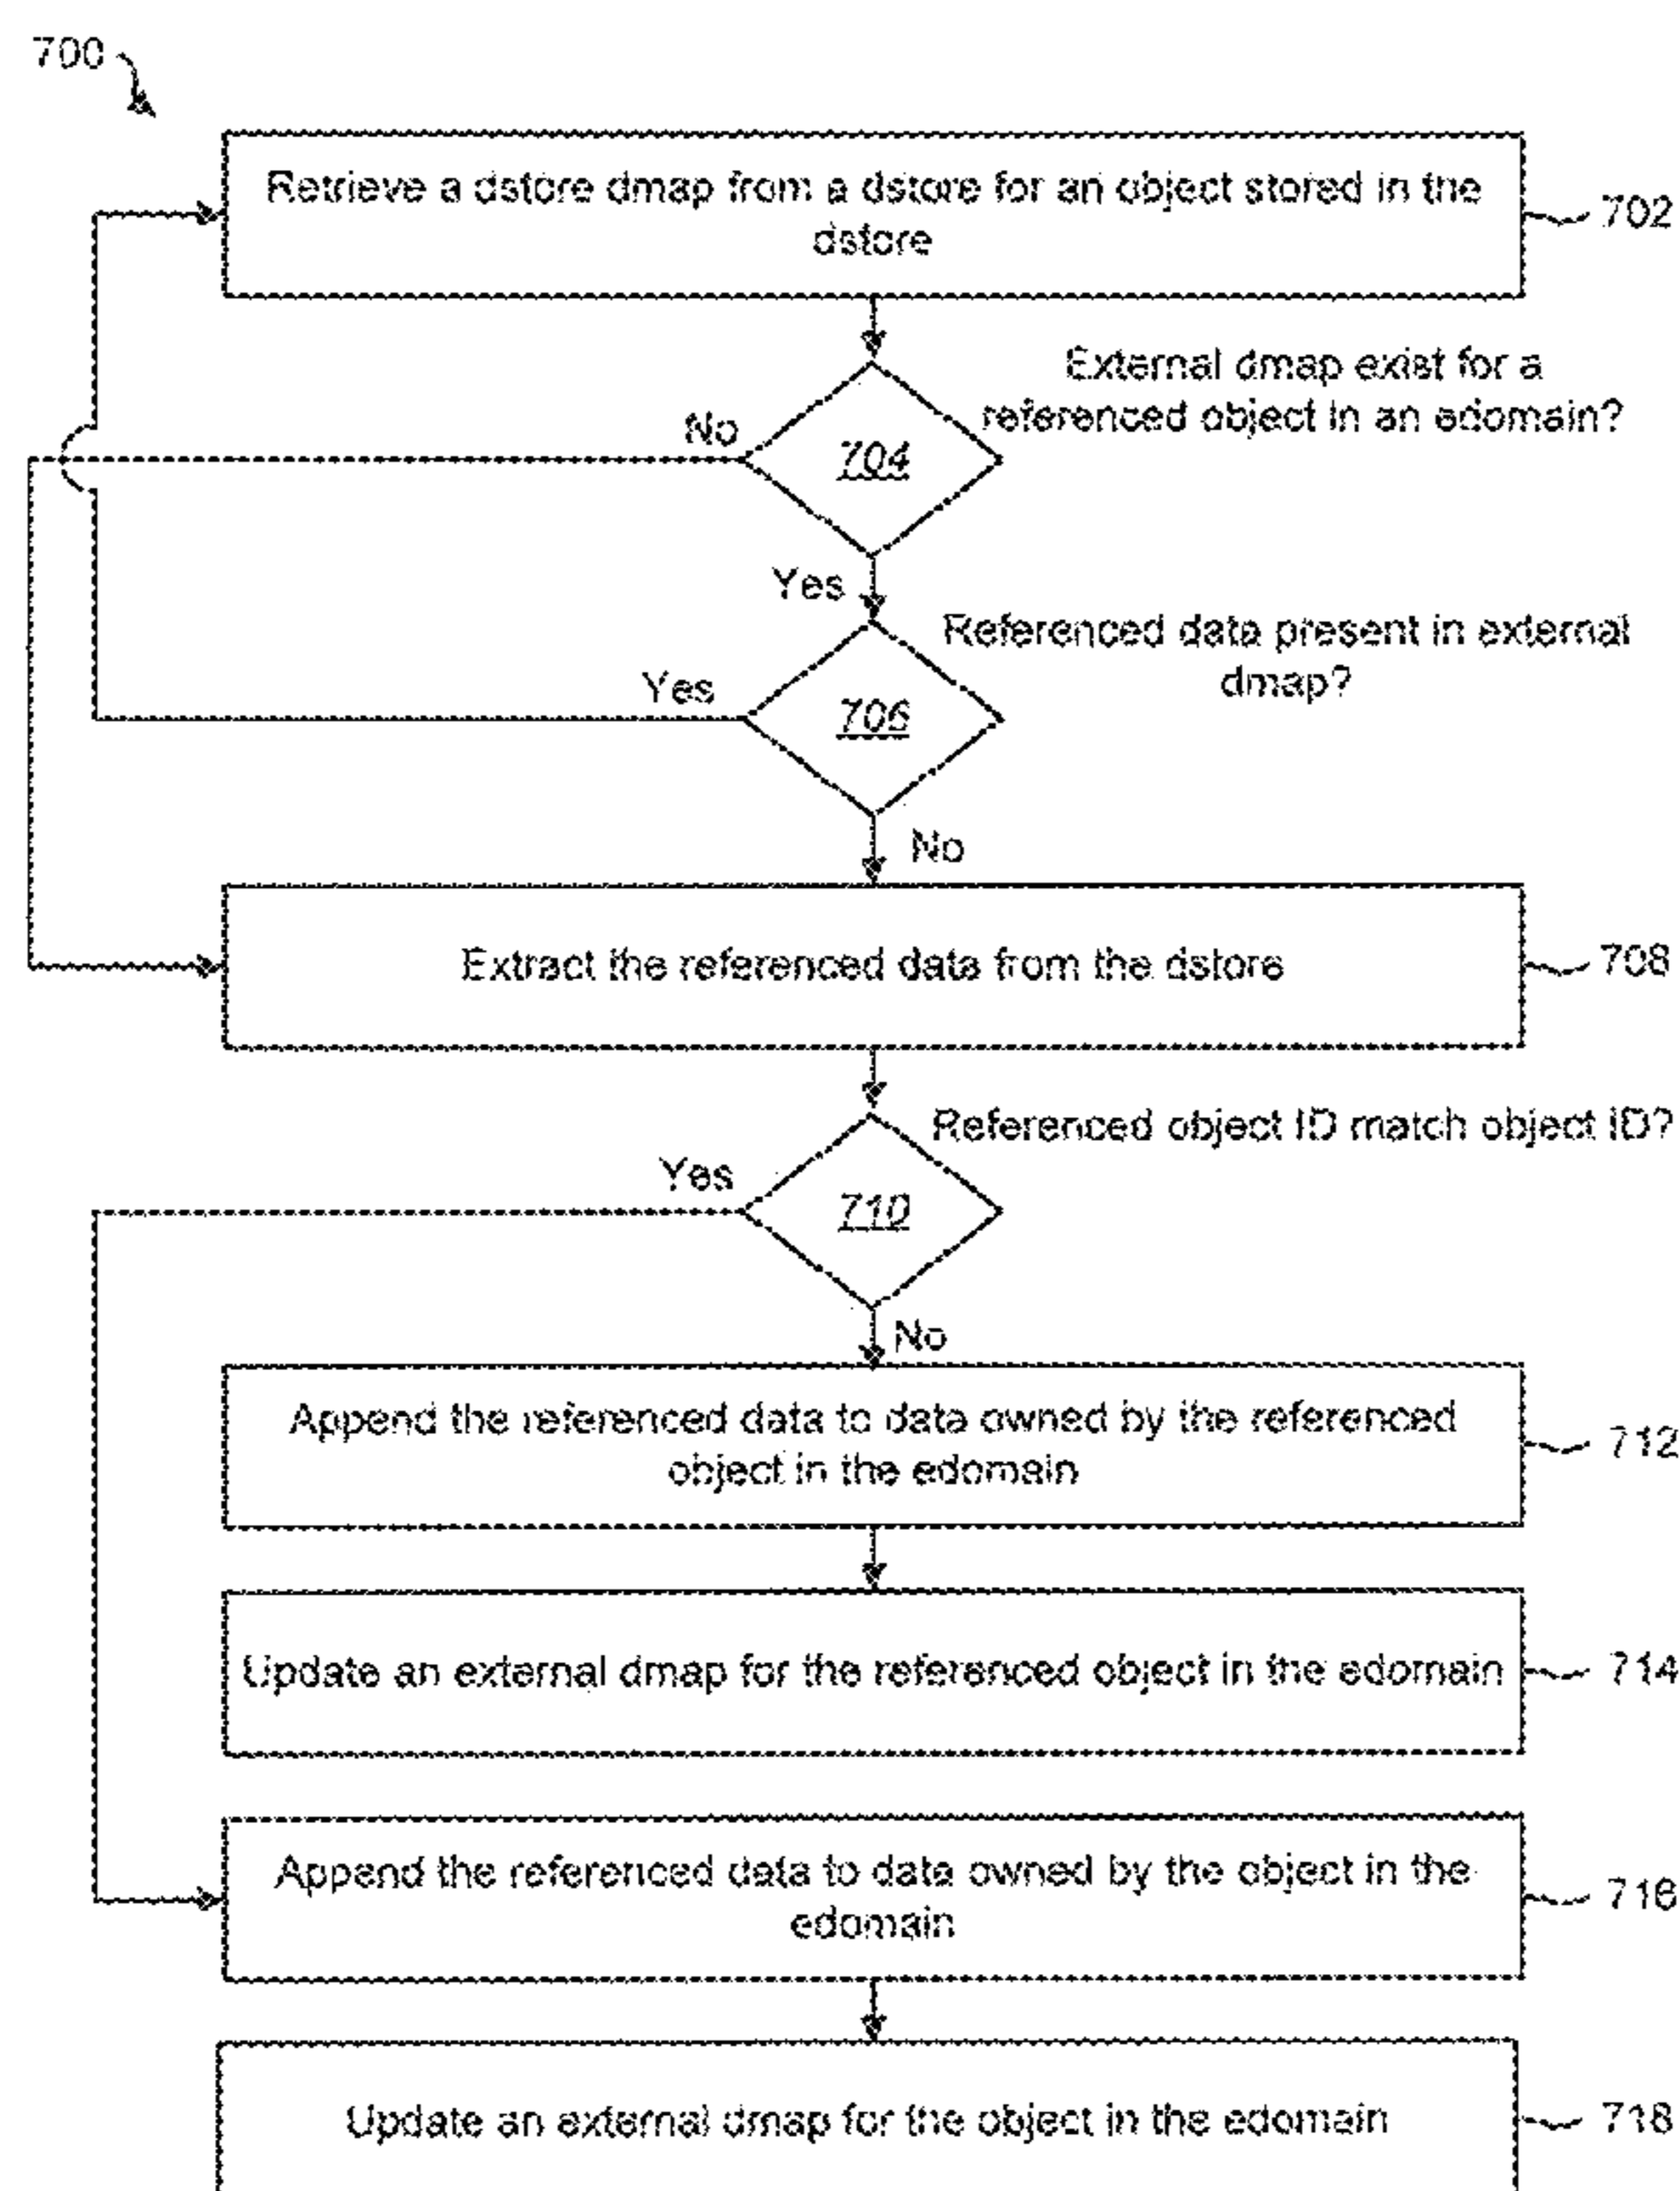 700
Retrieve a dstore dmap from a dstore for an object stored in the
dstore
702
External dmap exist for a
referenced object in an edomain?
No
704
Yes
Referenced data present in external
dmap?
Yes
706
No
Extract the referenced data from the dstore
708
Referenced object ID match object ID?
Yes
710
No
Append the referenced data to data owned by the referenced
object in the edomain
712
Update an external dmap for the referenced object in the edomain
714
Append the referenced data to data owned by the object in the
edomain
716
Update an external dmap for the object in the edomain
718